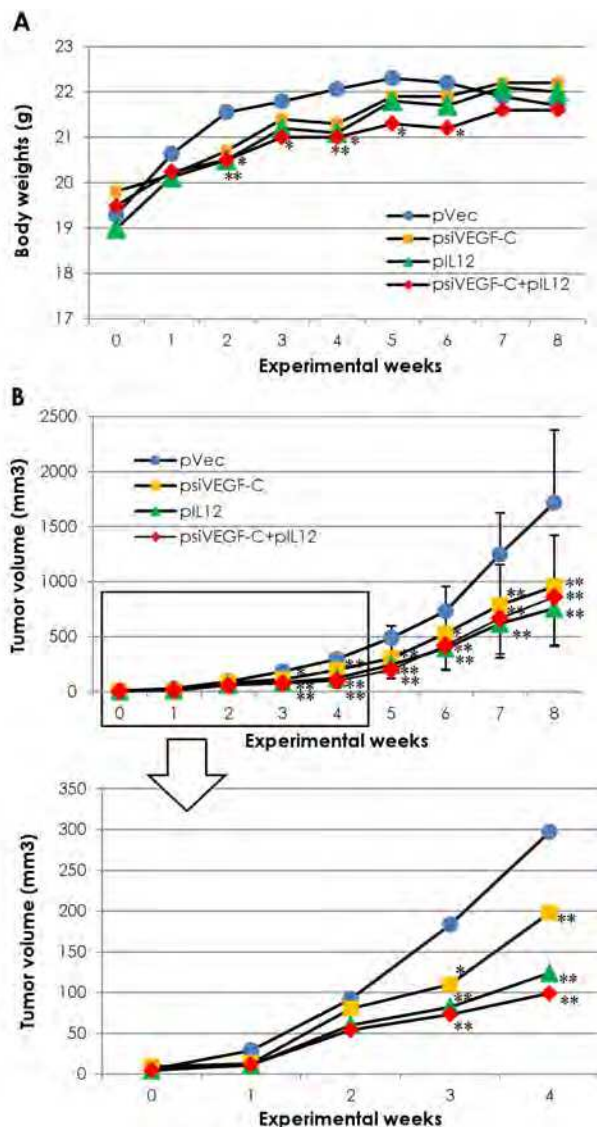 A
23
22
21
20
19
18
17
Body weights (g)
* ** * ** * * *
pVec
psiVEGF-C
pIL12
psiVEGF-C+pIL12
0 1 2 3 4 5 6 7 8
Experimental weeks
B
2500
2000
1500
1000
500
0
Tumor volume (mm3)
pVec
psiVEGF-C
pIL12
psiVEGF-C+pIL12
* ** ** ** ** ** ** ** ** * ** ** ** ** ** ** ** **
0 1 2 3 4 5 6 7 8
Experimental weeks
350
300
250
200
150
100
50
0
Tumor volume (mm3)
* ** ** ** ** **
0 1 2 3 4
Experimental weeks